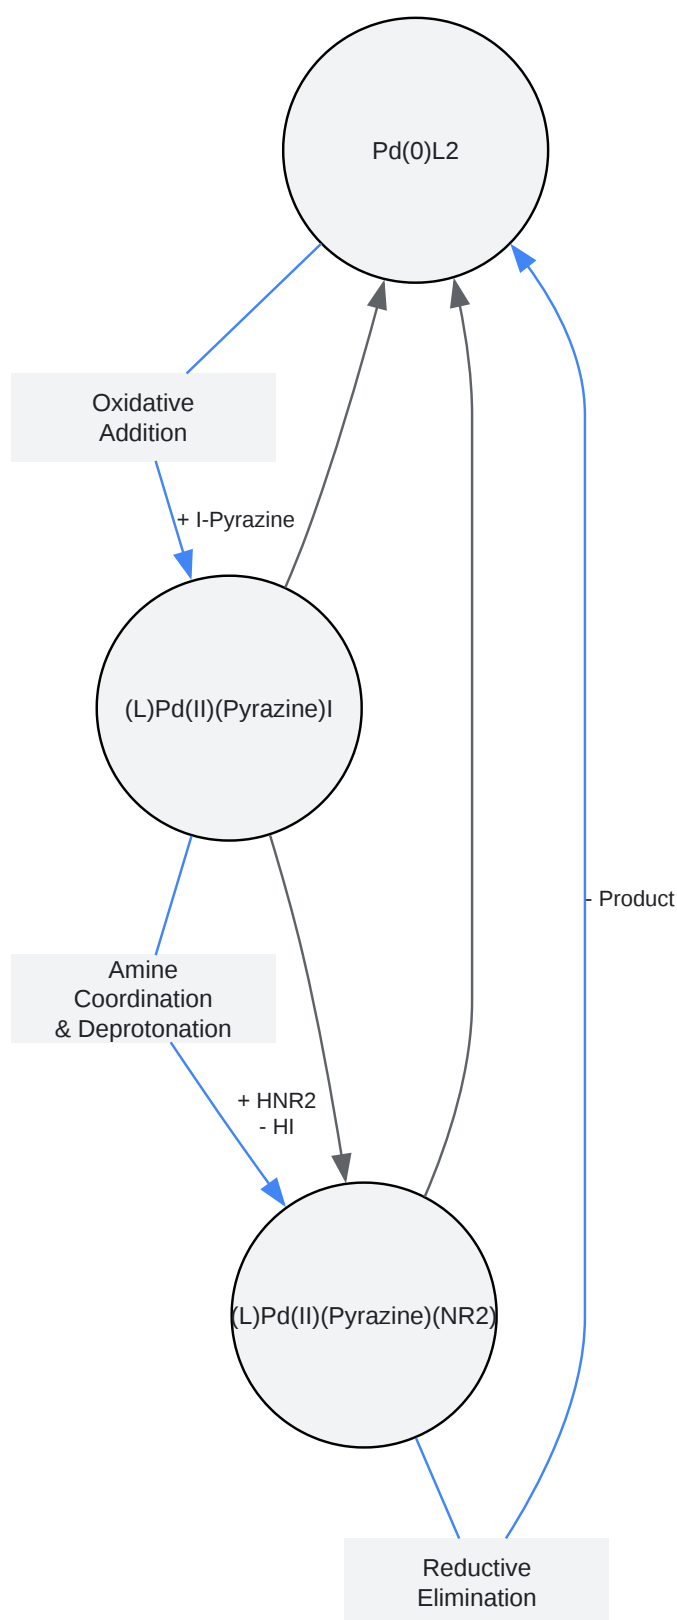 Pd(0)L2
Oxidative
Addition
+ I-Pyrazine
(L)Pd(II)(Pyrazine)I
- Product
Amine
Coordination
& Deprotonation
+ HNR2
- HI
(L)Pd(II)(Pyrazine)(NR2)
Reductive
Elimination